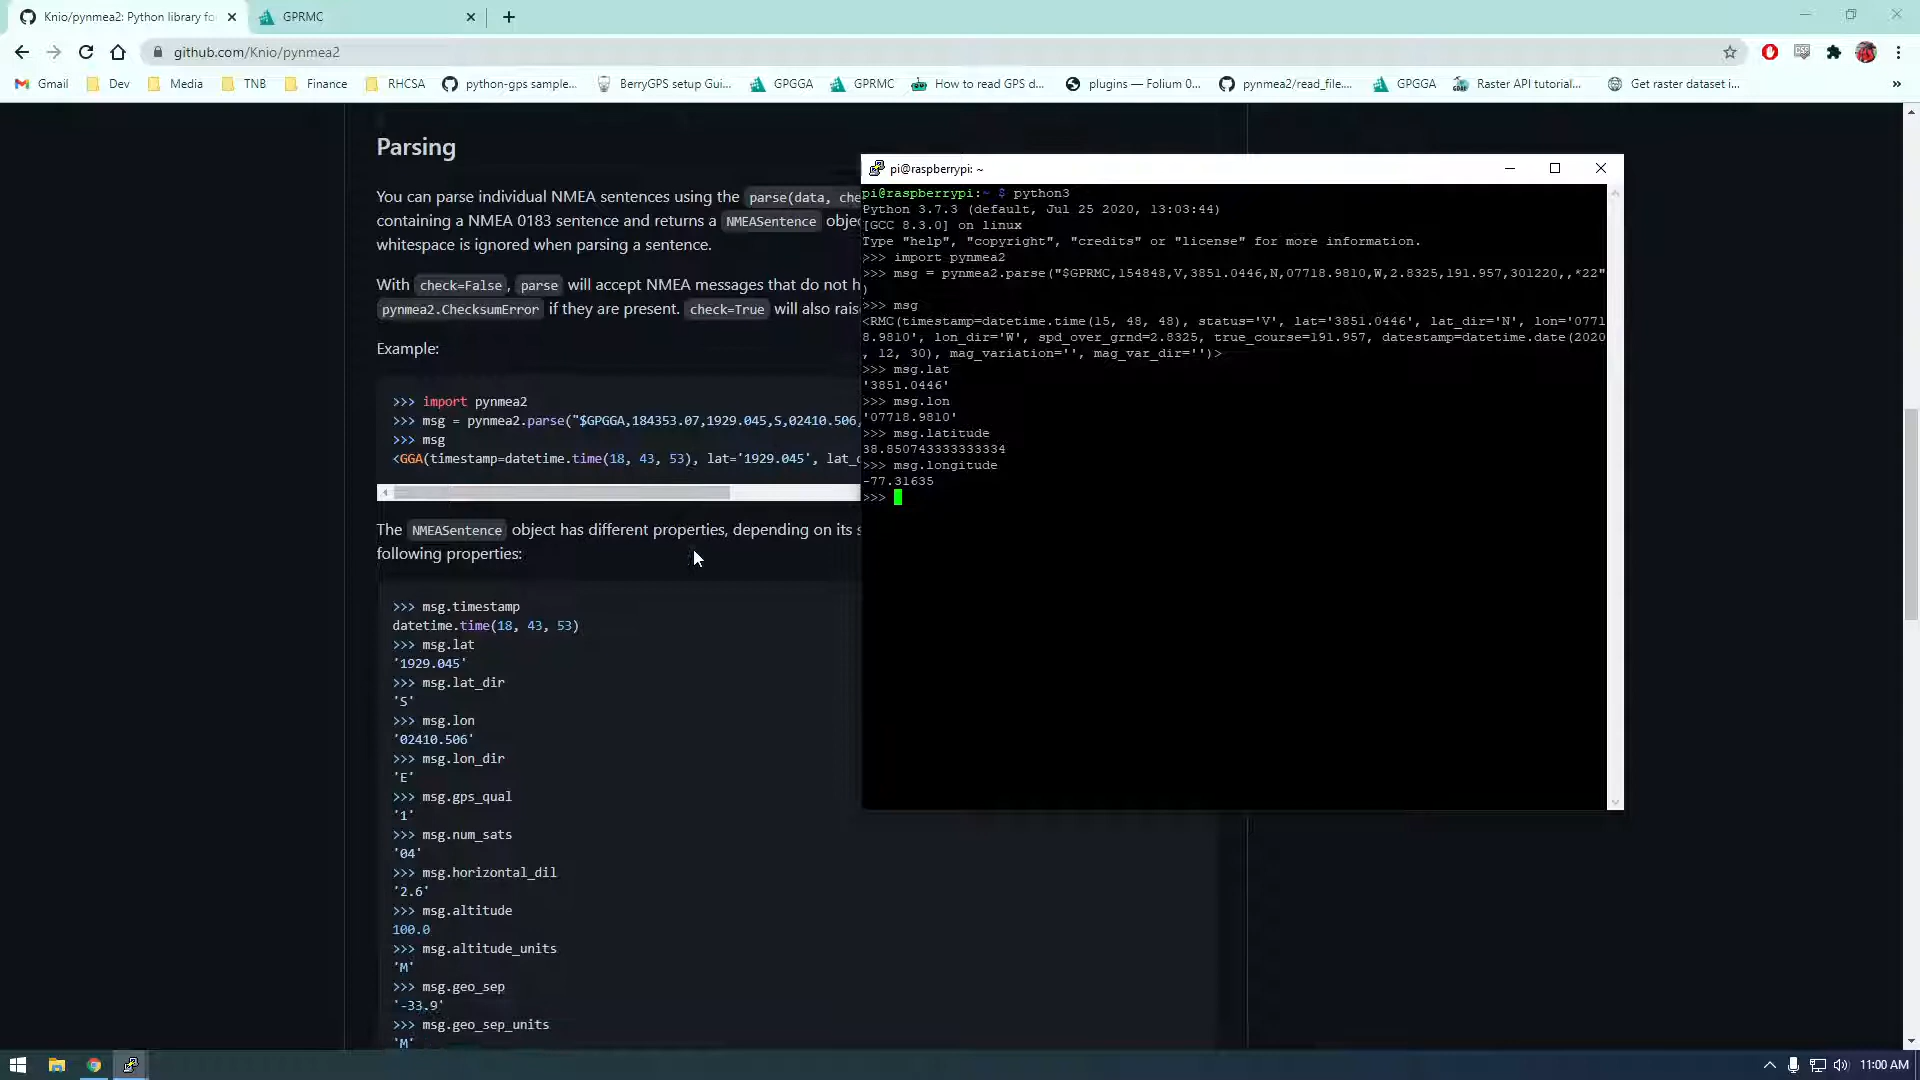 Knio/pynmea2: Python library fo
GPRMC
github.com/Knio/pynmea2
Gmail
Dev
Media
TNB
Finance
RHCSA
python-gps sample...
BerryGPS setup Gui...
GPGGA
GPRMC
How to read GPS d...
plugins — Folium 0...
pynmea2/read_file....
GPGGA
Raster API tutorial...
Get raster dataset i...
»
Parsing
You can parse individual NMEA sentences using the parse(data, che
containing a NMEA 0183 sentence and returns a NMEASentence objec
whitespace is ignored when parsing a sentence.
With check=False, parse will accept NMEA messages that do not h
pynmea2.ChecksumError if they are present. check=True will also rais
Example:
>>> import pynmea2
>>> msg = pynmea2.parse("$GPGGA,184353.07,1929.045,S,02410.506,
>>> msg
<GGA(timestamp=datetime.time(18, 43, 53), lat='1929.045', lat_d
The NMEASentence object has different properties, depending on its s
following properties:
>>> msg.timestamp
datetime.time(18, 43, 53)
>>> msg.lat
'1929.045'
>>> msg.lat_dir
'S'
>>> msg.lon
'02410.506'
>>> msg.lon_dir
'E'
>>> msg.gps_qual
'1'
>>> msg.num_sats
'04'
>>> msg.horizontal_dil
'2.6'
>>> msg.altitude
100.0
>>> msg.altitude_units
'M'
>>> msg.geo_sep
'-33.9'
>>> msg.geo_sep_units
'M'
pi@raspberrypi: ~
pi@raspberrypi:~ $ python3
Python 3.7.3 (default, Jul 25 2020, 13:03:44)
[GCC 8.3.0] on linux
Type "help", "copyright", "credits" or "license" for more information.
>>> import pynmea2
>>> msg = pynmea2.parse("$GPRMC,154848,V,3851.0446,N,07718.9810,W,2.8325,191.957,301220,,*22"
)
>>> msg
<RMC(timestamp=datetime.time(15, 48, 48), status='V', lat='3851.0446', lat_dir='N', lon='0771
8.9810', lon_dir='W', spd_over_grnd=2.8325, true_course=191.957, datestamp=datetime.date(2020
, 12, 30), mag_variation='', mag_var_dir='')>
>>> msg.lat
'3851.0446'
>>> msg.lon
'07718.9810'
>>> msg.latitude
38.850743333333334
>>> msg.longitude
-77.31635
>>>
11:00 AM